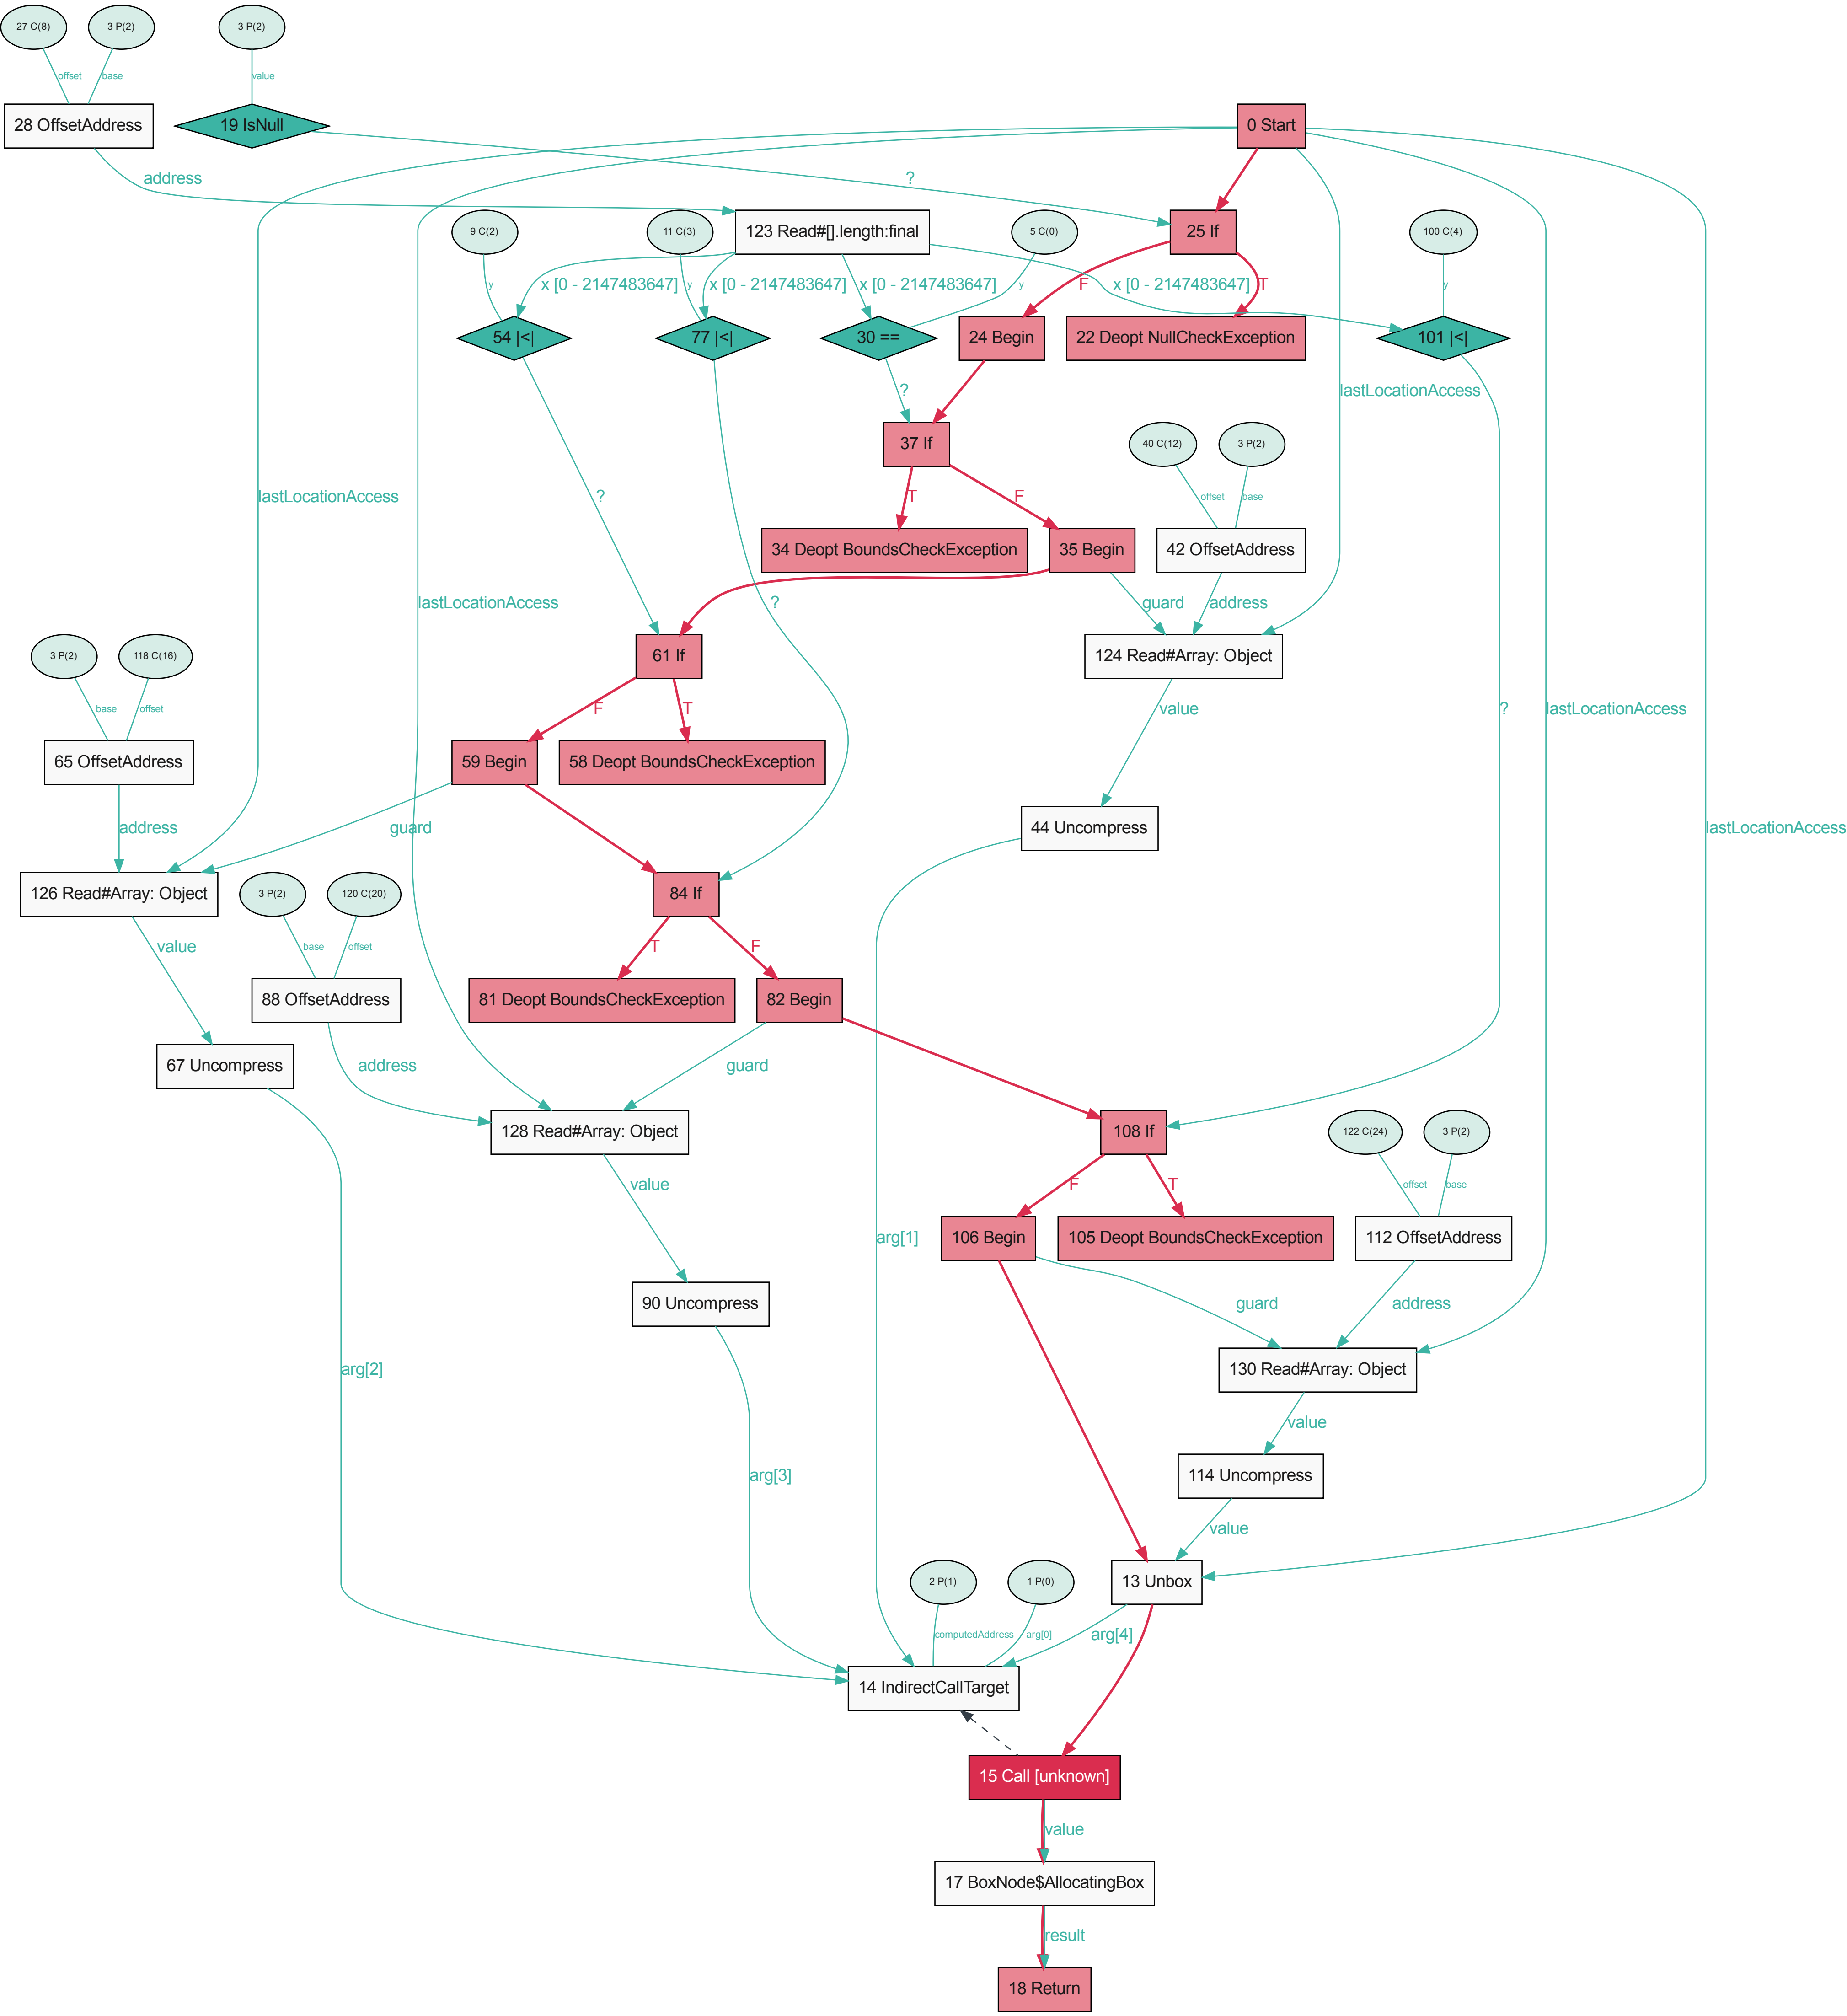 27 C(8)
3 P(2)
3 P(2)
offset
base
value
28 OffsetAddress
19 IsNull
0 Start
address
?
9 C(2)
11 C(3)
123 Read#[].length:final
5 C(0)
25 If
100 C(4)
y
x [0 - 2147483647]
y
x [0 - 2147483647]
x [0 - 2147483647]
y
F
x [0 - 2147483647]
T
y
54 |<|
77 |<|
30 ==
24 Begin
22 Deopt NullCheckException
101 |<|
?
lastLocationAccess
37 If
40 C(12)
3 P(2)
lastLocationAccess
?
T
F
offset
base
34 Deopt BoundsCheckException
35 Begin
42 OffsetAddress
lastLocationAccess
?
guard
address
3 P(2)
118 C(16)
61 If
124 Read#Array: Object
base
offset
F
T
value
?
lastLocationAccess
65 OffsetAddress
59 Begin
58 Deopt BoundsCheckException
address
guard
44 Uncompress
lastLocationAccess
126 Read#Array: Object
3 P(2)
120 C(20)
84 If
value
base
offset
T
F
88 OffsetAddress
81 Deopt BoundsCheckException
82 Begin
67 Uncompress
address
guard
128 Read#Array: Object
108 If
122 C(24)
3 P(2)
value
F
T
offset
base
arg[1]
106 Begin
105 Deopt BoundsCheckException
112 OffsetAddress
90 Uncompress
guard
address
arg[2]
130 Read#Array: Object
value
arg[3]
114 Uncompress
value
2 P(1)
1 P(0)
13 Unbox
computedAddress
arg[0]
arg[4]
14 IndirectCallTarget
15 Call [unknown]
value
17 BoxNode$AllocatingBox
result
18 Return